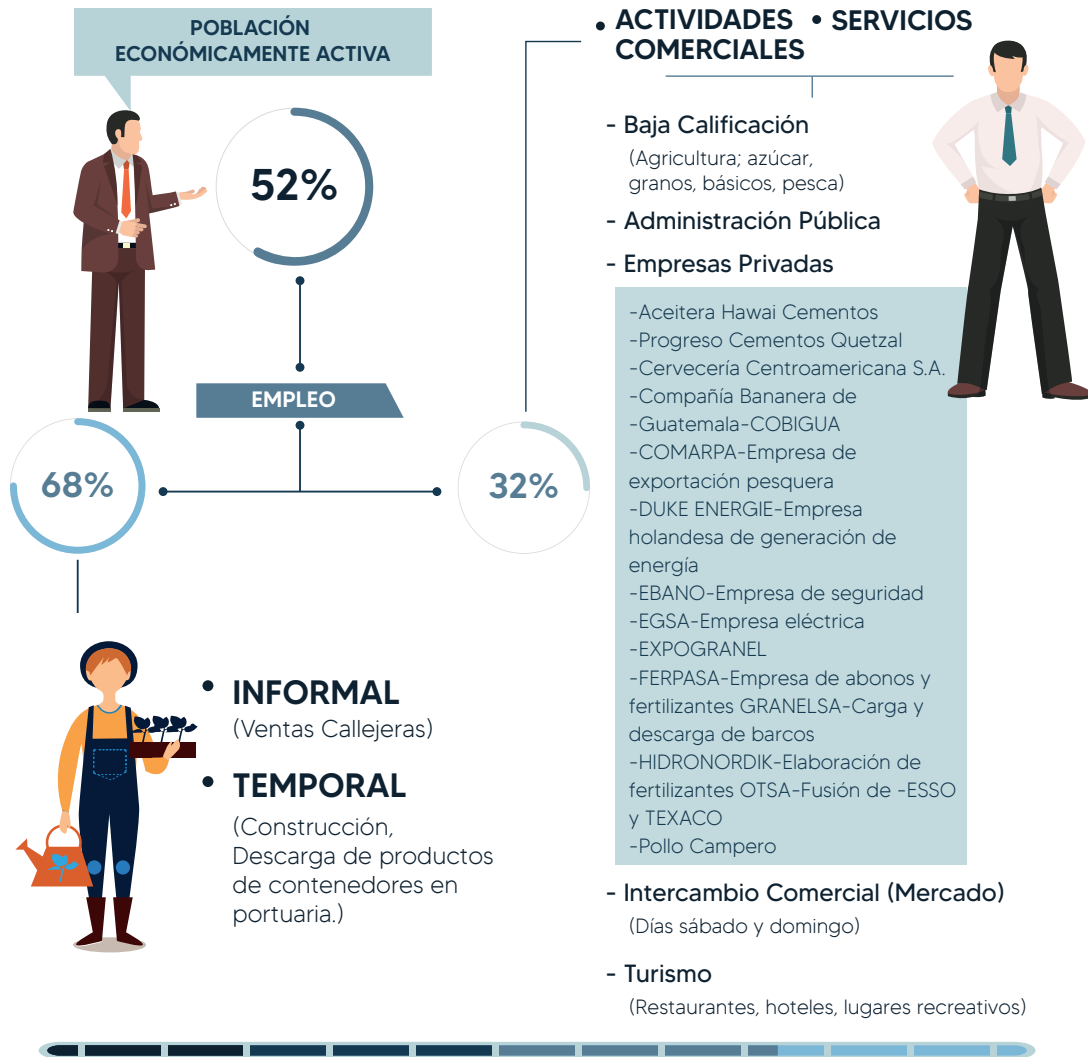 POBLACIÓN
ECONÓMICAMENTE ACTIVA
52%
EMPLEO
68%
32%
• INFORMAL
(Ventas Callejeras)
• TEMPORAL
(Construcción,
Descarga de productos
de contenedores en
portuaria.)
• ACTIVIDADES
COMERCIALES
• SERVICIOS
- Baja Calificación
(Agricultura; azúcar,
granos, básicos, pesca)
- Administración Pública
- Empresas Privadas
-Aceitera Hawai Cementos
-Progreso Cementos Quetzal
-Cervecería Centroamericana S.A.
-Compañía Bananera de
-Guatemala-COBIGUA
-COMARPA-Empresa de
exportación pesquera
-DUKE ENERGIE-Empresa
holandesa de generación de
energía
-EBANO-Empresa de seguridad
-EGSA-Empresa eléctrica
-EXPOGRANEL
-FERPASA-Empresa de abonos y
fertilizantes GRANELSA-Carga y
descarga de barcos
-HIDRONORDIK-Elaboración de
fertilizantes OTSA-Fusión de -ESSO
y TEXACO
-Pollo Campero
- Intercambio Comercial (Mercado)
(Días sábado y domingo)
- Turismo
(Restaurantes, hoteles, lugares recreativos)